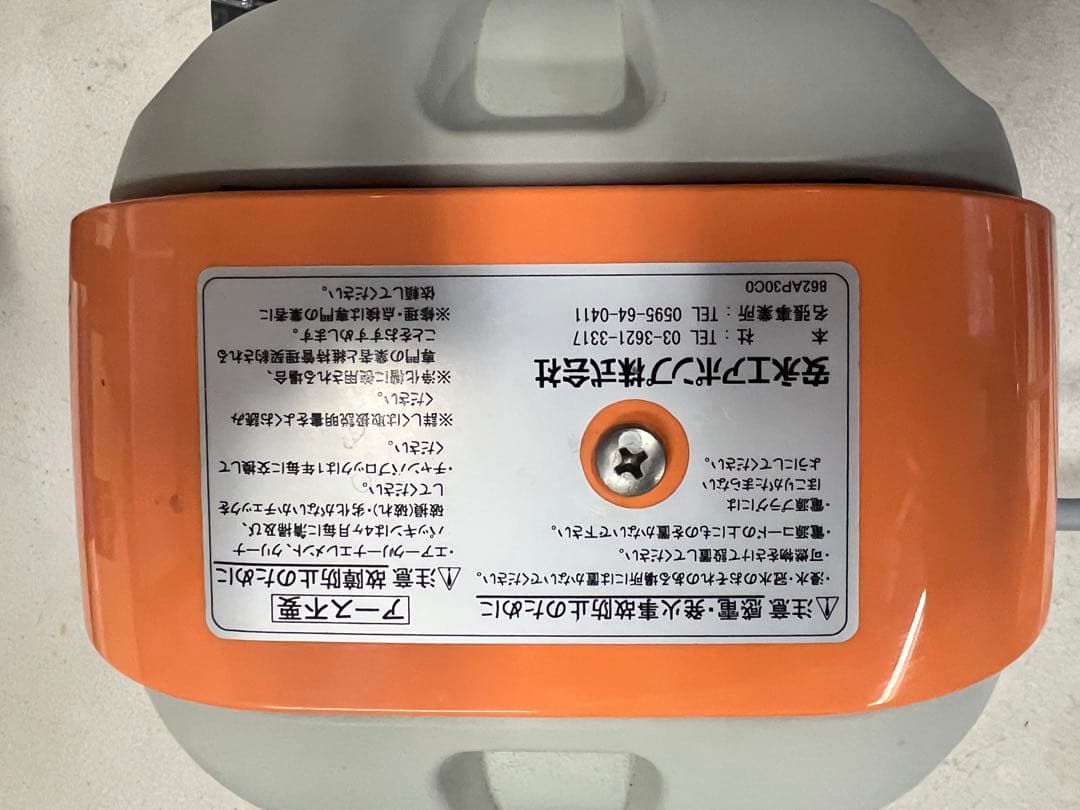 ⚠注意 感電・発火事故防止のために
・浸水・冠水のおそれのある場所には置かないでください。
・可燃物をさけて設置してください。
・電源コードの上にものを置かないで下さい。
・電源プラグには
ほこりがたまらない
ようにしてください。
安永エアポンプ株式会社
本　　社：TEL 03-3621-3317
名張事業所：TEL 0595-64-0411
862AP30C0
アース不要
⚠注意 故障防止のために
・エアークリーナーエレメント、クリーナ
パッキンは4ヶ月毎に清掃及び、
破損(破れ)・劣化がないかチェックを
してください。
・チャンバブロックは1年毎に交換して
ください。
※詳しくは取扱説明書をよくお読み
ください。
※浄化槽に使用される場合、
専門の業者と維持管理契約される
ことをおすすめします。
※修理・点検は専門の業者に
依頼してください。